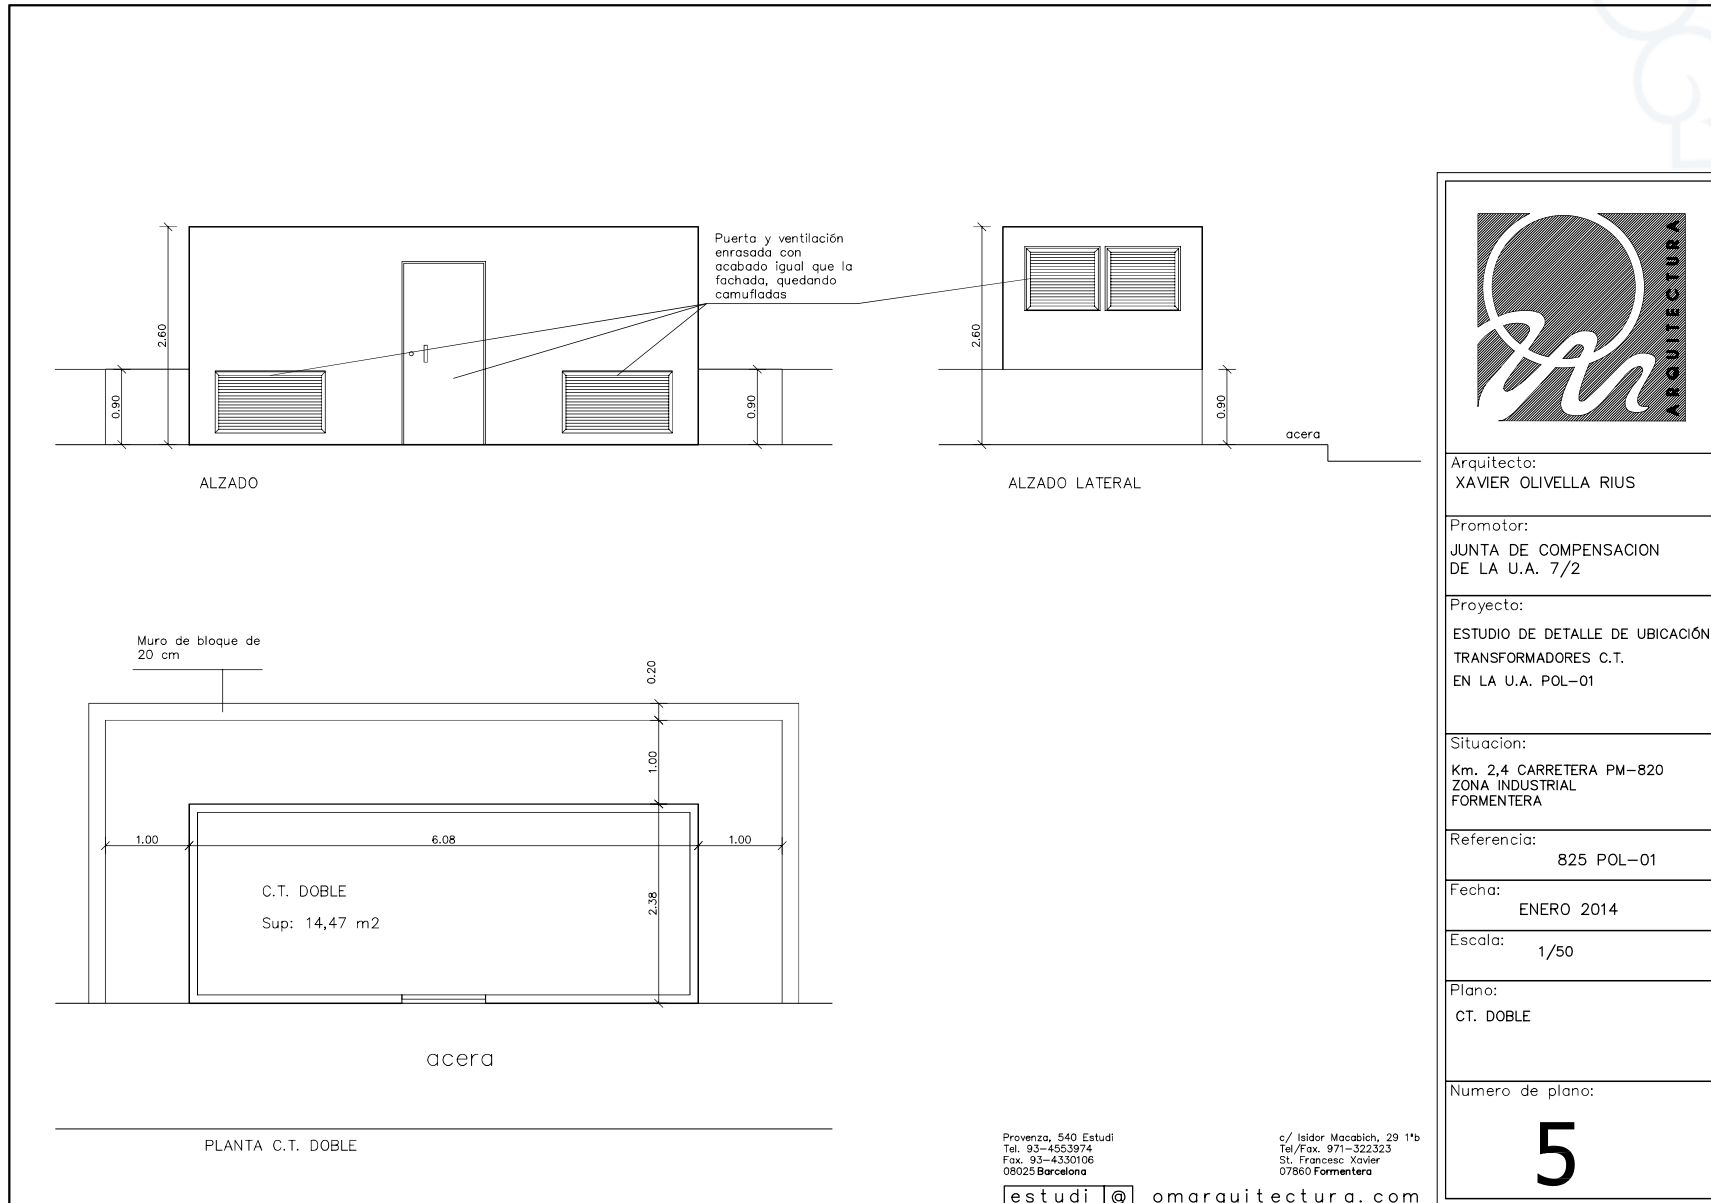 Puerta y ventilación
enrasada con
acabado igual que la
fachada, quedando
camufladas
2.60
0.90
0.90
ALZADO
2.60
0.90
acera
ALZADO LATERAL
Muro de bloque de
20 cm
0.20
1.00
1.00
6.08
1.00
2.38
C.T. DOBLE
Sup: 14,47 m2
acera
PLANTA C.T. DOBLE
Provenza, 540 Estudi
Tel. 93-4553974
Fax. 93-4330106
08025 Barcelona
c/ Isidor Macabich, 29 1ºb
Tel/Fax. 971-322323
St. Francesc Xavier
07860 Formentera
estudi @ omarquitectura.com
om
ARQUITECTURA
Arquitecto:
XAVIER OLIVELLA RIUS
Promotor:
JUNTA DE COMPENSACION
DE LA U.A. 7/2
Proyecto:
ESTUDIO DE DETALLE DE UBICACIÓN
TRANSFORMADORES C.T.
EN LA U.A. POL-01
Situacion:
Km. 2,4 CARRETERA PM-820
ZONA INDUSTRIAL
FORMENTERA
Referencia:
825 POL-01
Fecha:
ENERO 2014
Escala:
1/50
Plano:
CT. DOBLE
Numero de plano:
5